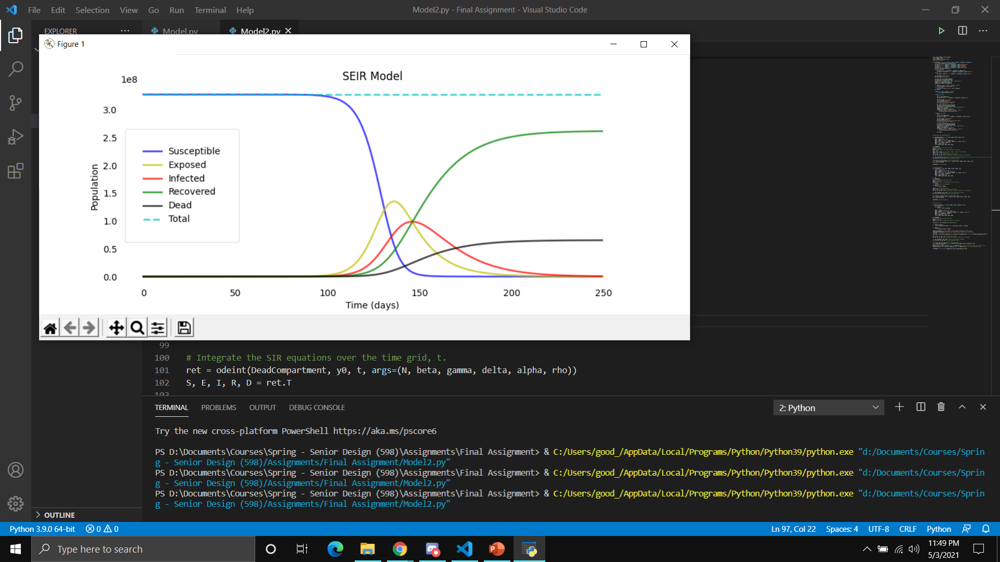 File Edit Selection View Go Run Terminal Help
Model2.py - Final Assignment - Visual Studio Code
EXPLORER
Model.py
Model2.py
Figure 1
SEIR Model
1e8
3.0
2.5
2.0
1.5
1.0
0.5
0.0
Population
Susceptible
Exposed
Infected
Recovered
Dead
Total
0 50 100 150 200 250
Time (days)
99
100 # Integrate the SIR equations over the time grid, t.
101 ret = odeint(DeadCompartment, y0, t, args=(N, beta, gamma, delta, alpha, rho))
102 S, E, I, R, D = ret.T
103
TERMINAL PROBLEMS OUTPUT DEBUG CONSOLE
2: Python
Try the new cross-platform PowerShell https://aka.ms/pscore6
PS D:\Documents\Courses\Spring - Senior Design (598)\Assignments\Final Assignment> & C:/Users/good_/AppData/Local/Programs/Python/Python39/python.exe "d:/Documents/Courses/Sprin
g - Senior Design (598)/Assignments/Final Assignment/Model2.py"
PS D:\Documents\Courses\Spring - Senior Design (598)\Assignments\Final Assignment> & C:/Users/good_/AppData/Local/Programs/Python/Python39/python.exe "d:/Documents/Courses/Sprin
g - Senior Design (598)/Assignments/Final Assignment/Model2.py"
PS D:\Documents\Courses\Spring - Senior Design (598)\Assignments\Final Assignment> & C:/Users/good_/AppData/Local/Programs/Python/Python39/python.exe "d:/Documents/Courses/Sprin
g - Senior Design (598)/Assignments/Final Assignment/Model2.py"
OUTLINE
Python 3.9.0 64-bit 0 0
Ln 97, Col 22 Spaces: 4 UTF-8 CRLF Python
Type here to search
11:49 PM
5/3/2021